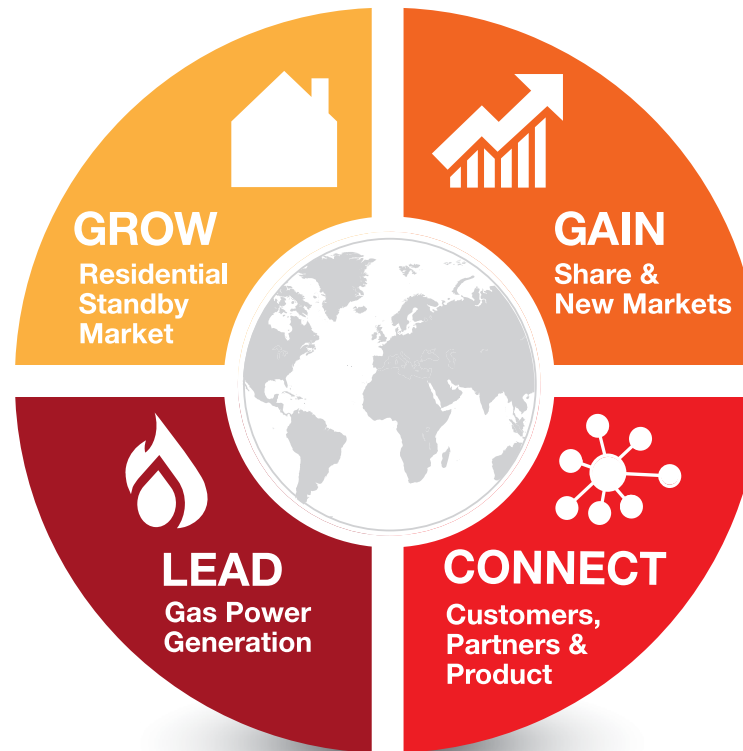 GROW
Residential
Standby
Market
GAIN
Share &
New Markets
LEAD
Gas Power
Generation
CONNECT
Customers,
Partners &
Product